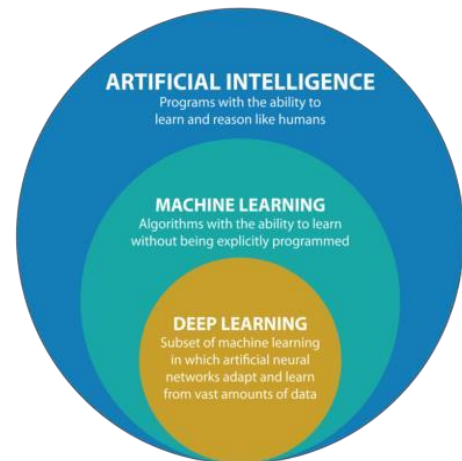 ARTIFICIAL INTELLIGENCE
Programs with the ability to
learn and reason like humans
MACHINE LEARNING
Algorithms with the ability to learn
without being explicitly programmed
DEEP LEARNING
Subset of machine learning
in which artificial neural
networks adapt and learn
from vast amounts of data